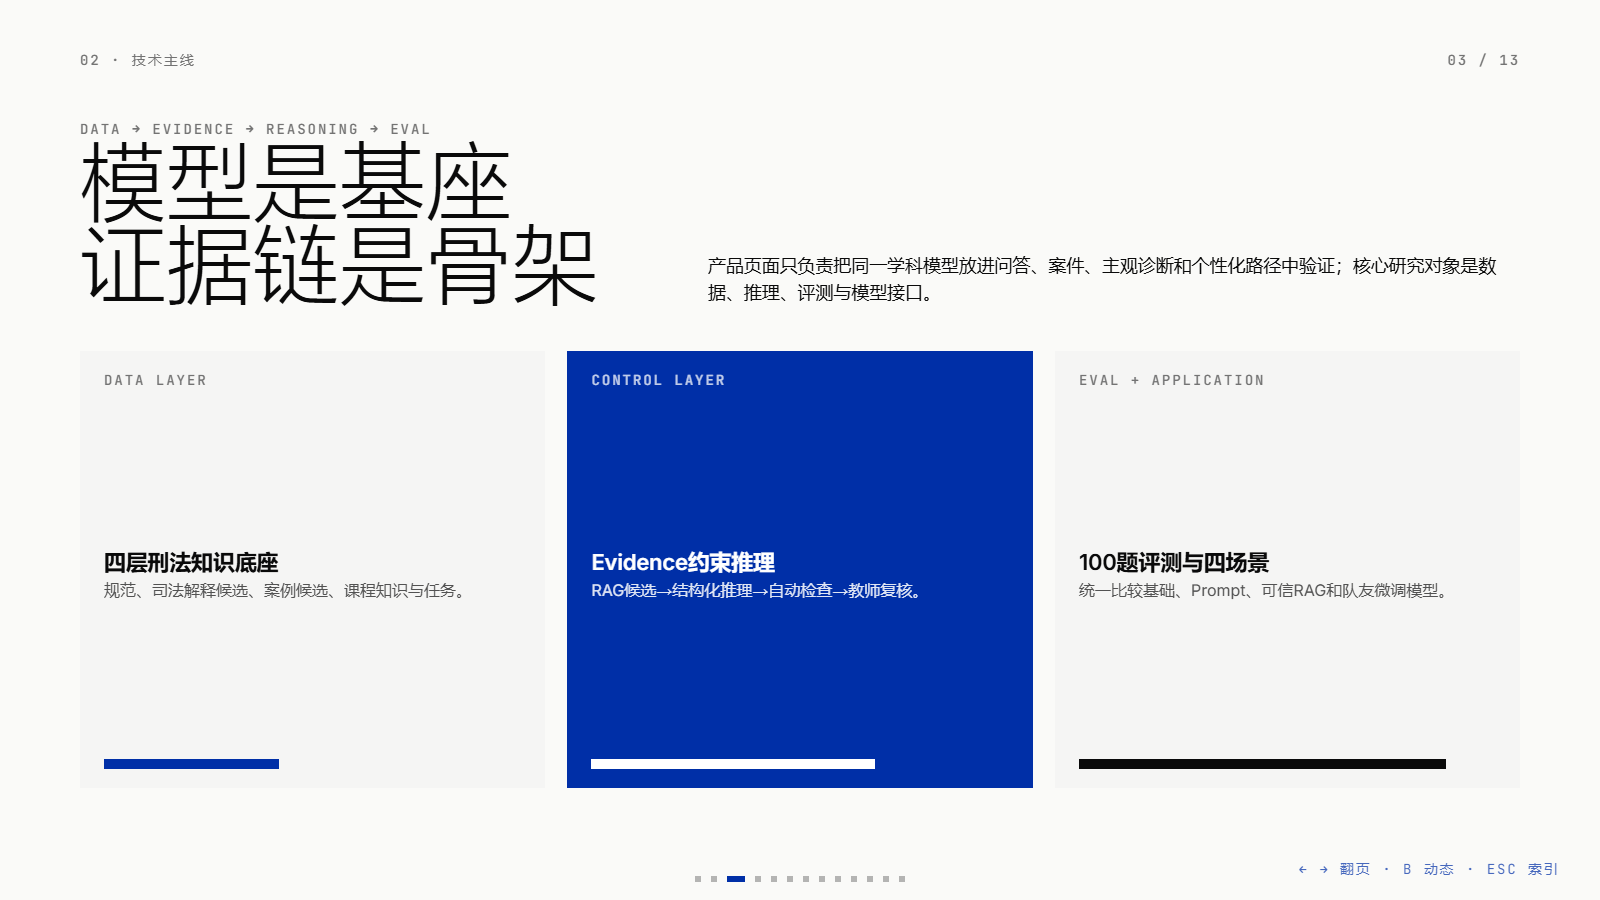 02 · 技术主线
03 / 13
DATA → EVIDENCE → REASONING → EVAL
模型是基座
证据链是骨架
产品页面只负责把同一学科模型放进问答、案件、主观诊断和个性化路径中验证；核心研究对象是数
据、推理、评测与模型接口。
DATA LAYER
四层刑法知识底座
规范、司法解释候选、案例候选、课程知识与任务。
CONTROL LAYER
Evidence约束推理
RAG候选→结构化推理→自动检查→教师复核。
EVAL + APPLICATION
100题评测与四场景
统一比较基础、Prompt、可信RAG和队友微调模型。
← → 翻页 · B 动态 · ESC 索引